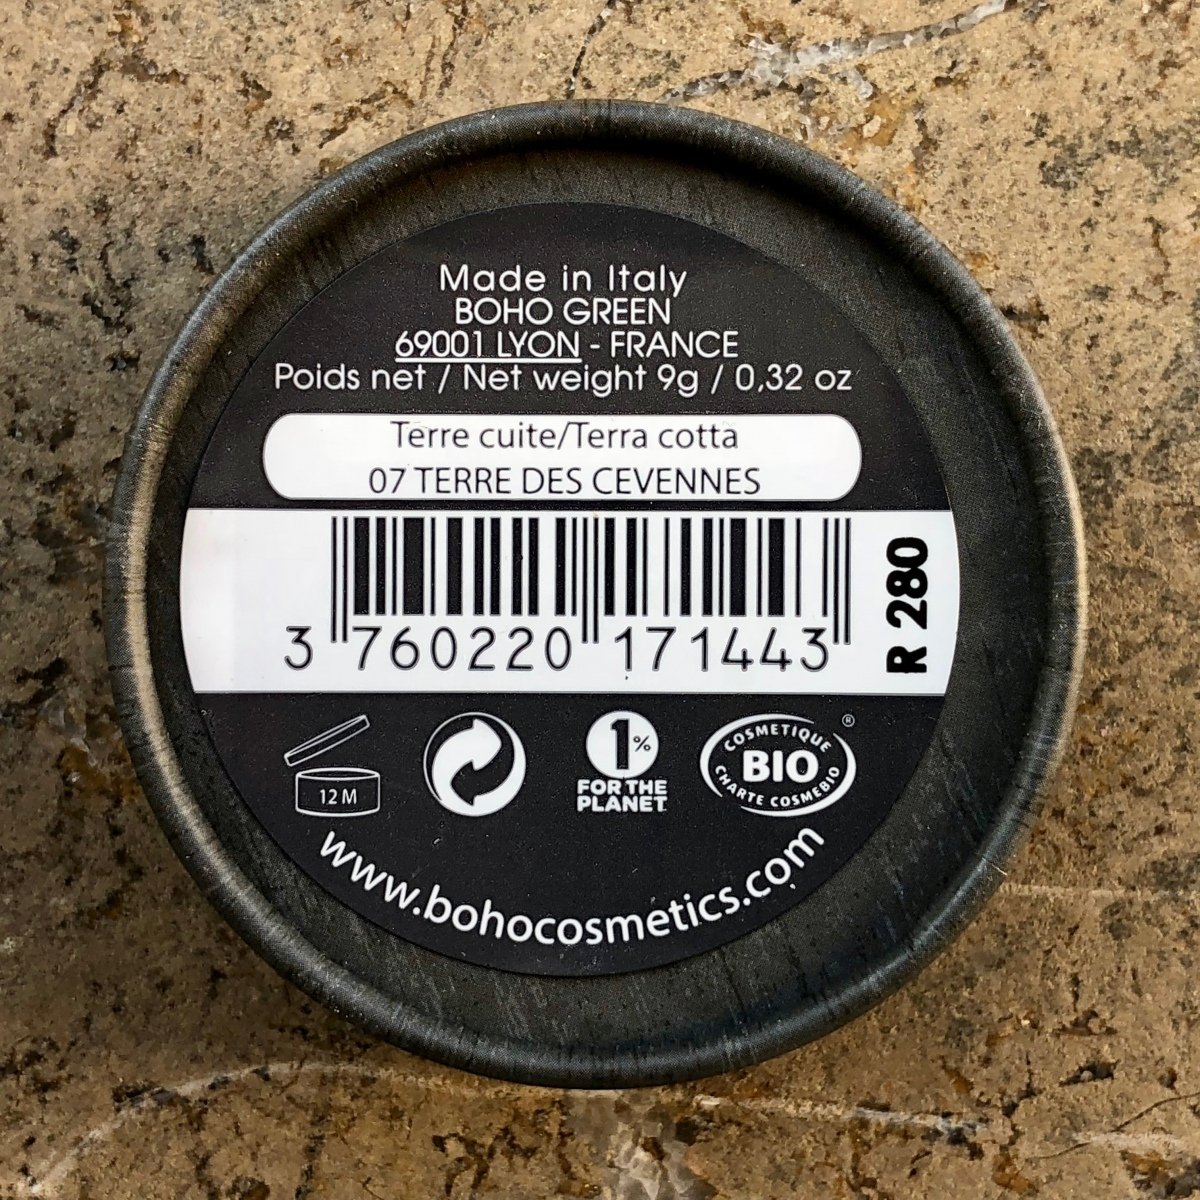 Made in Italy
BOHO GREEN
69001 LYON - FRANCE
Poids net / Net weight 9g / 0,32 oz
Terre cuite/Terra cotta
07 TERRE DES CEVENNES
3 760220 171443
R 280
12 M
1%
FOR THE
PLANET
COSMETIQUE
®
BIO
CHARTE COSMEBIO
www.bohocosmetics.com